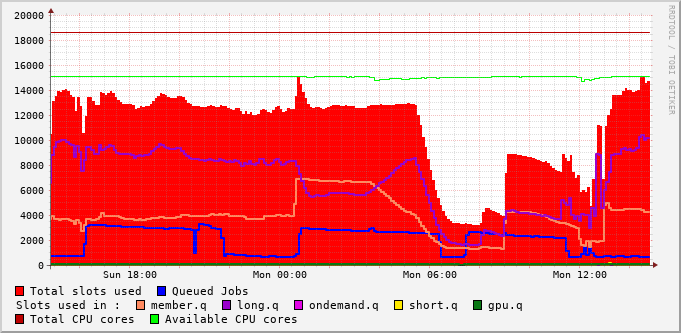 20000
18000
16000
14000
12000
10000
8000
6000
4000
2000
0
Sun 18:00 Mon 00:00 Mon 06:00 Mon 12:00
Total slots used Queued Jobs
Slots used in : member.q long.q ondemand.q short.q gpu.q
Total CPU cores Available CPU cores
RRDTOOL / TOBI OETIKER